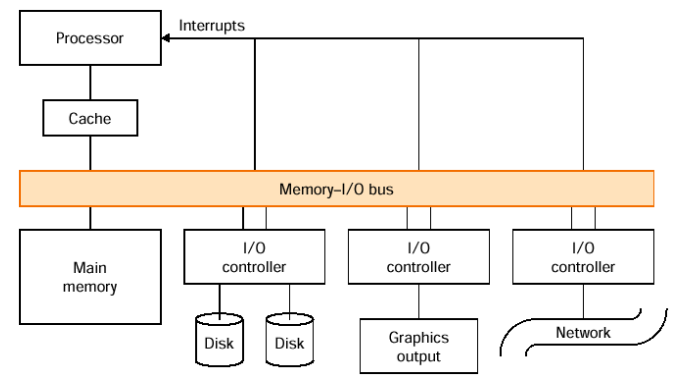 Interrupts
Processor
Cache
Memory–I/O bus
Main
memory
I/O
controller
I/O
controller
I/O
controller
Disk
Disk
Graphics
output
Network